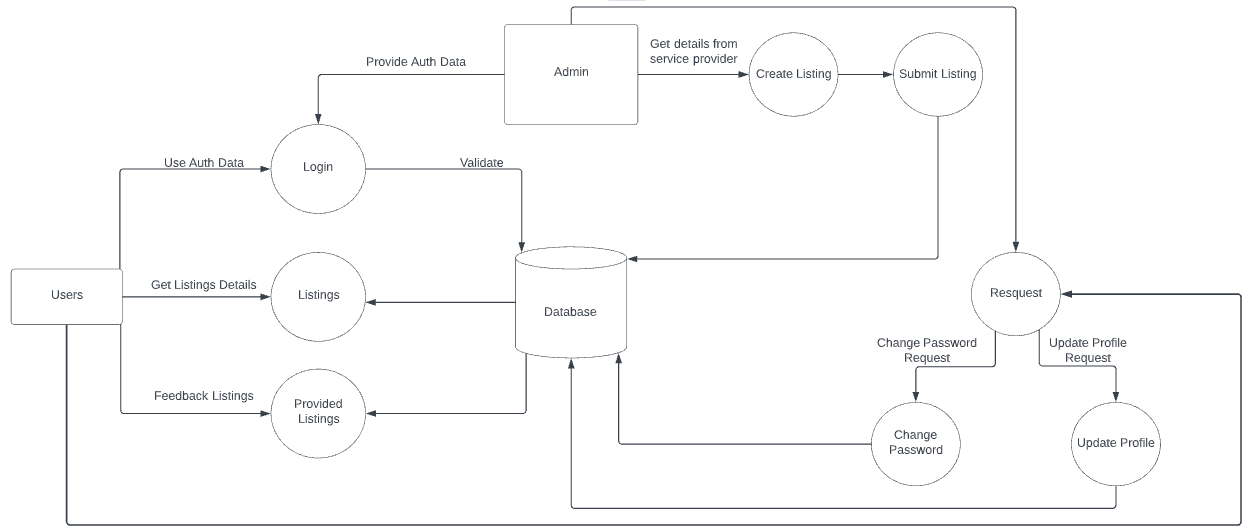 Get details from
service provider
Provide Auth Data
Admin
Create Listing
Submit Listing
Use Auth Data
Login
Validate
Users
Get Listings Details
Listings
Database
Resquest
Change Password
Request
Update Profile
Request
Feedback Listings
Provided
Listings
Change
Password
Update Profile